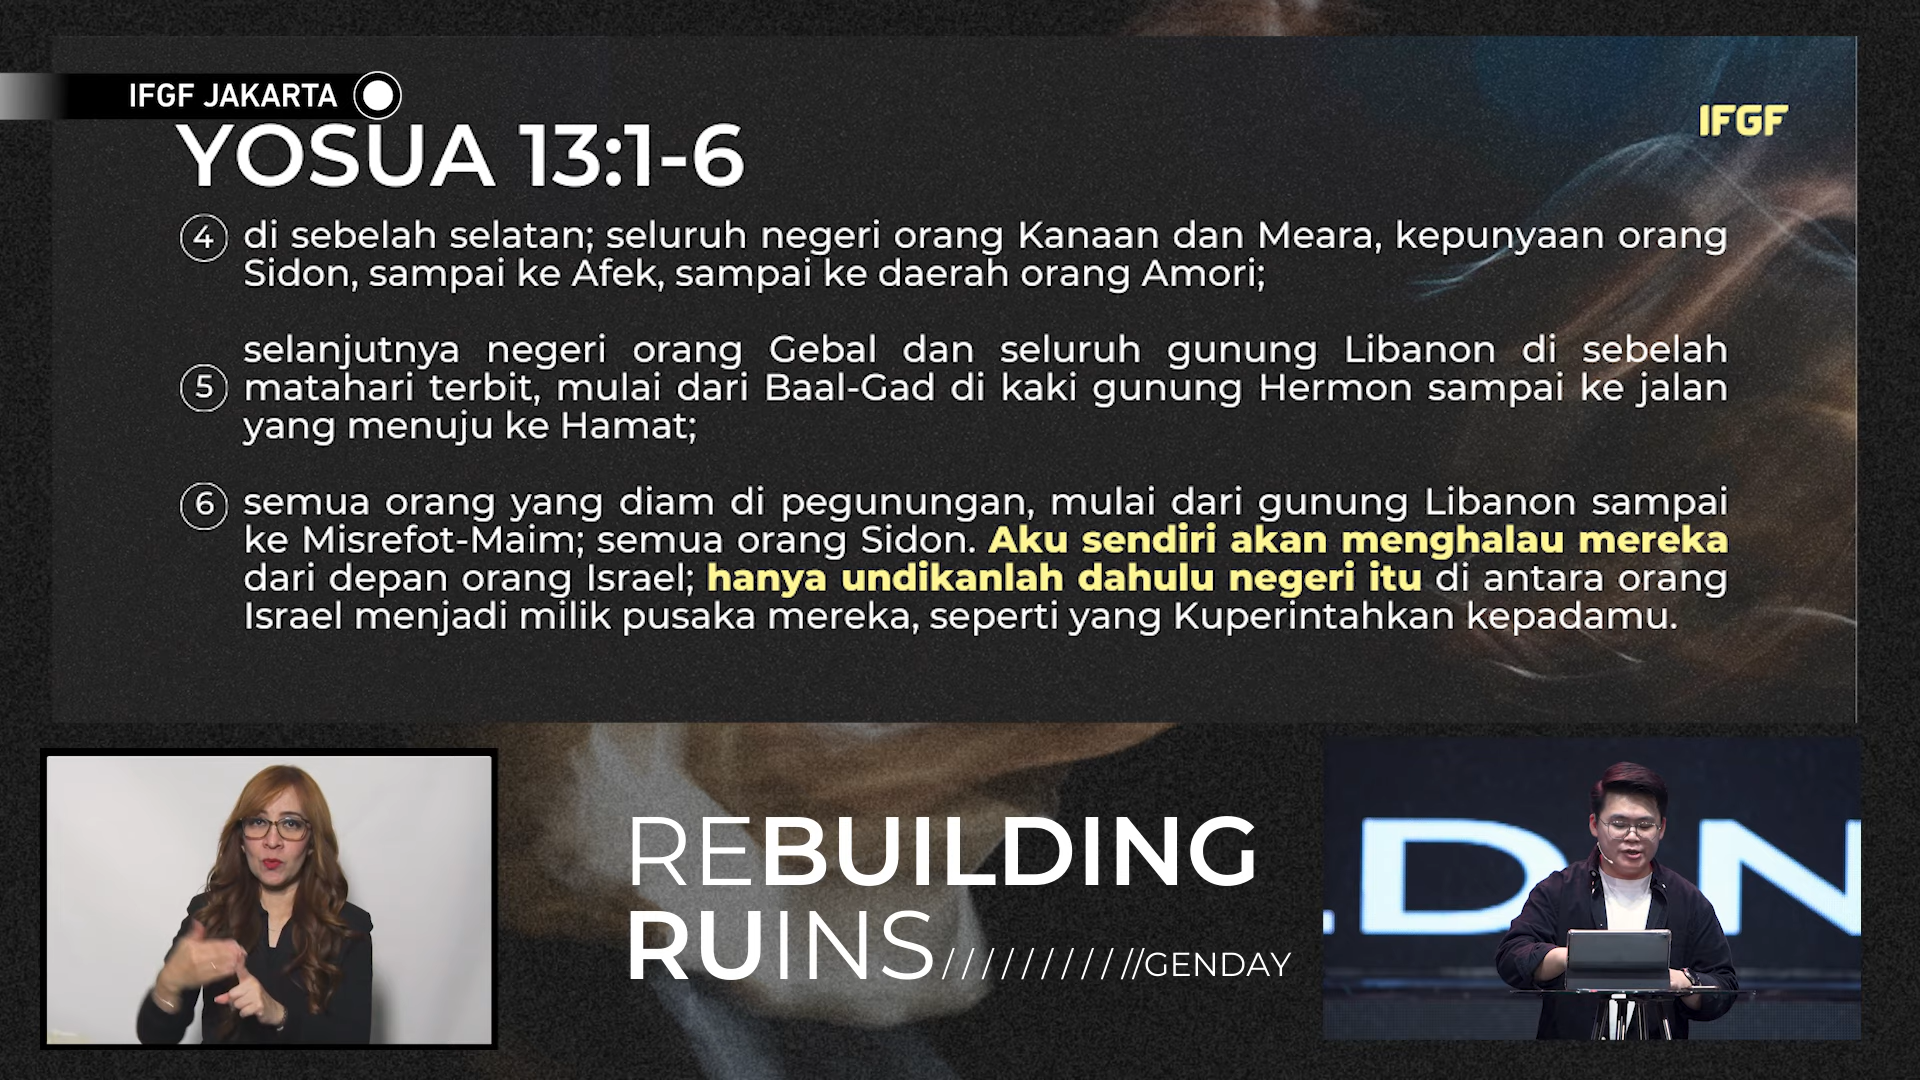 IFGF JAKARTA
IFGF
YOSUA 13:1-6
4 di sebelah selatan; seluruh negeri orang Kanaan dan Meara, kepunyaan orang
Sidon, sampai ke Afek, sampai ke daerah orang Amori;
selanjutnya negeri orang Gebal dan seluruh gunung Libanon di sebelah
5 matahari terbit, mulai dari Baal-Gad di kaki gunung Hermon sampai ke jalan
yang menuju ke Hamat;
6 semua orang yang diam di pegunungan, mulai dari gunung Libanon sampai
ke Misrefot-Maim; semua orang Sidon. Aku sendiri akan menghalau mereka
dari depan orang Israel; hanya undikanlah dahulu negeri itu di antara orang
Israel menjadi milik pusaka mereka, seperti yang Kuperintahkan kepadamu.
REBUILDING
RUINS////////////GENDAY
D N